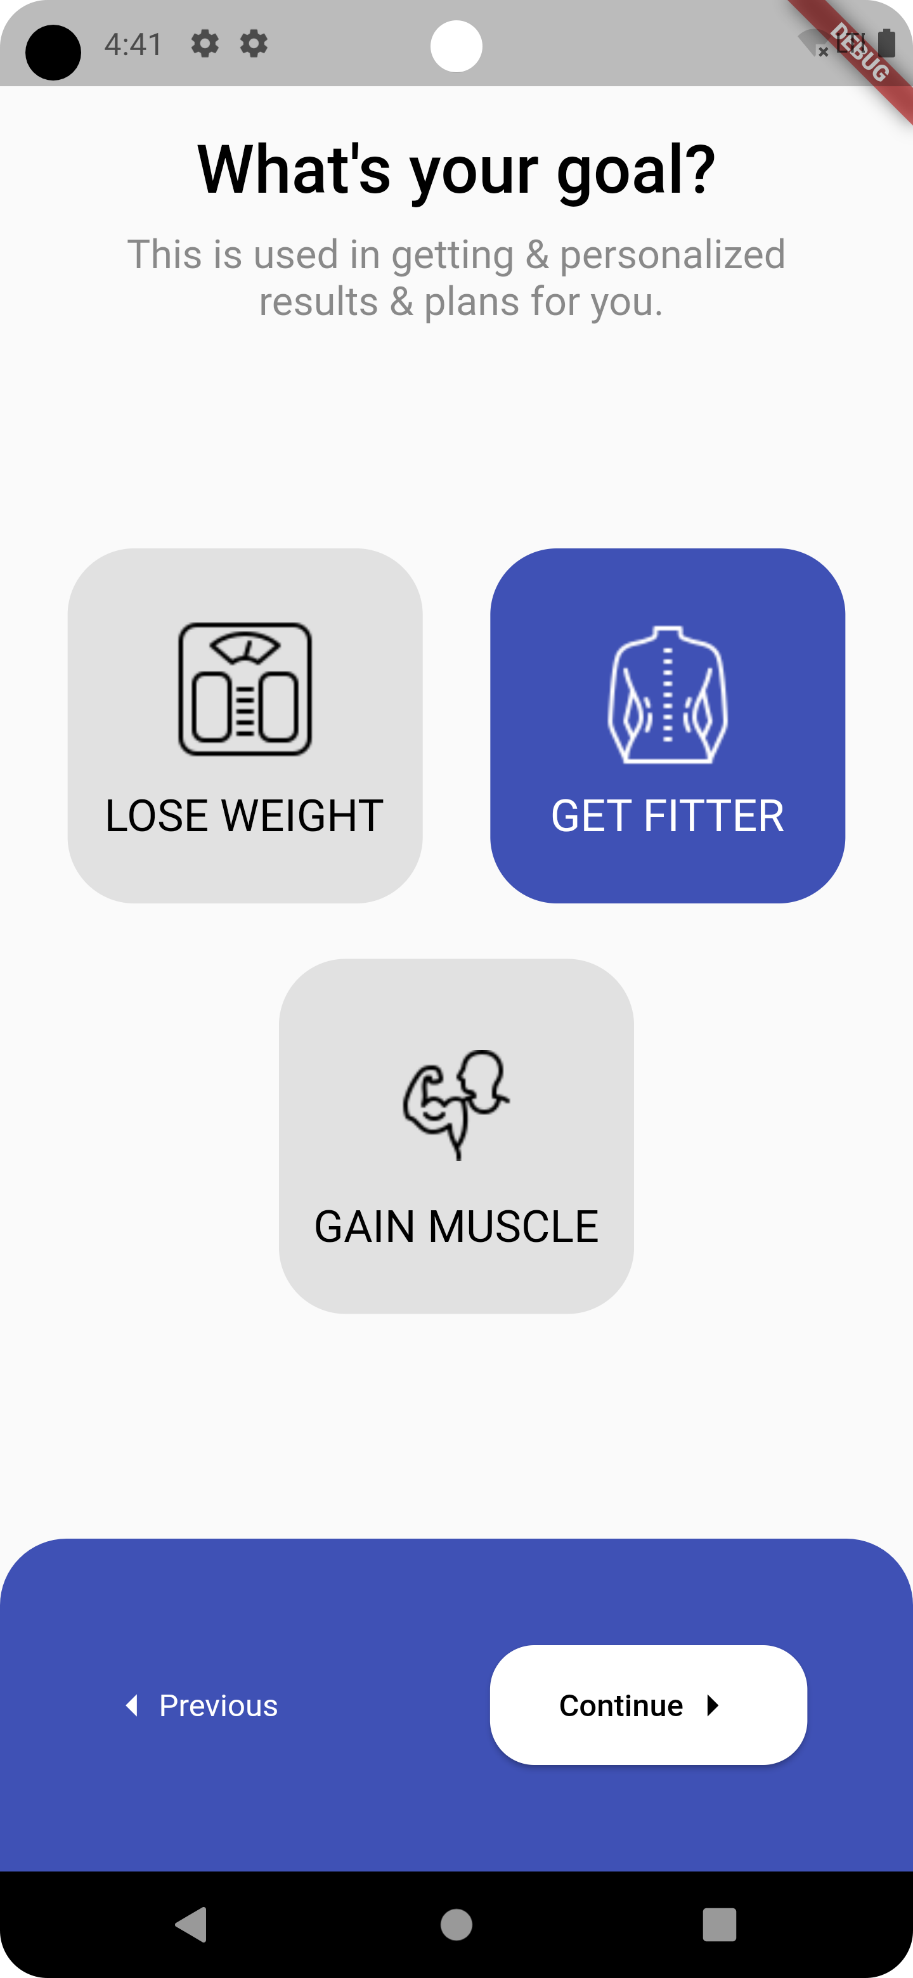 4:41
DEBUG
What's your goal?
This is used in getting & personalized
results & plans for you.
LOSE WEIGHT
GET FITTER
GAIN MUSCLE
Previous
Continue